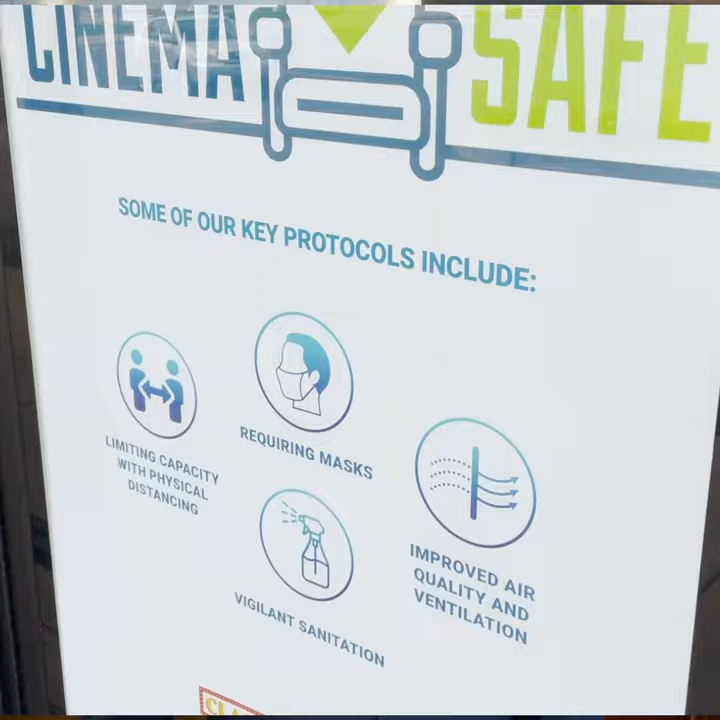 CINEMA SAFE
SOME OF OUR KEY PROTOCOLS INCLUDE:
LIMITING CAPACITY
WITH PHYSICAL
DISTANCING
REQUIRING MASKS
VIGILANT SANITATION
IMPROVED AIR
QUALITY AND
VENTILATION